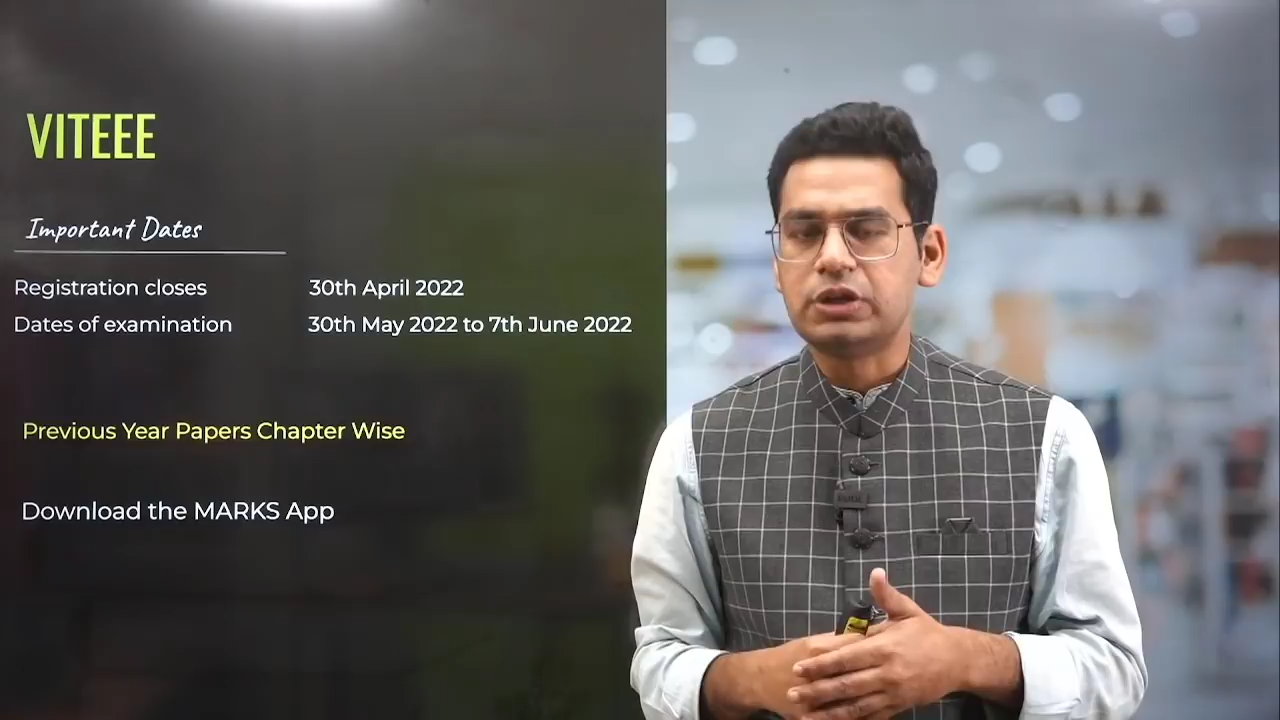 VITEEE
Important Dates
Registration closes 30th April 2022
Dates of examination 30th May 2022 to 7th June 2022
Previous Year Papers Chapter Wise
Download the MARKS App